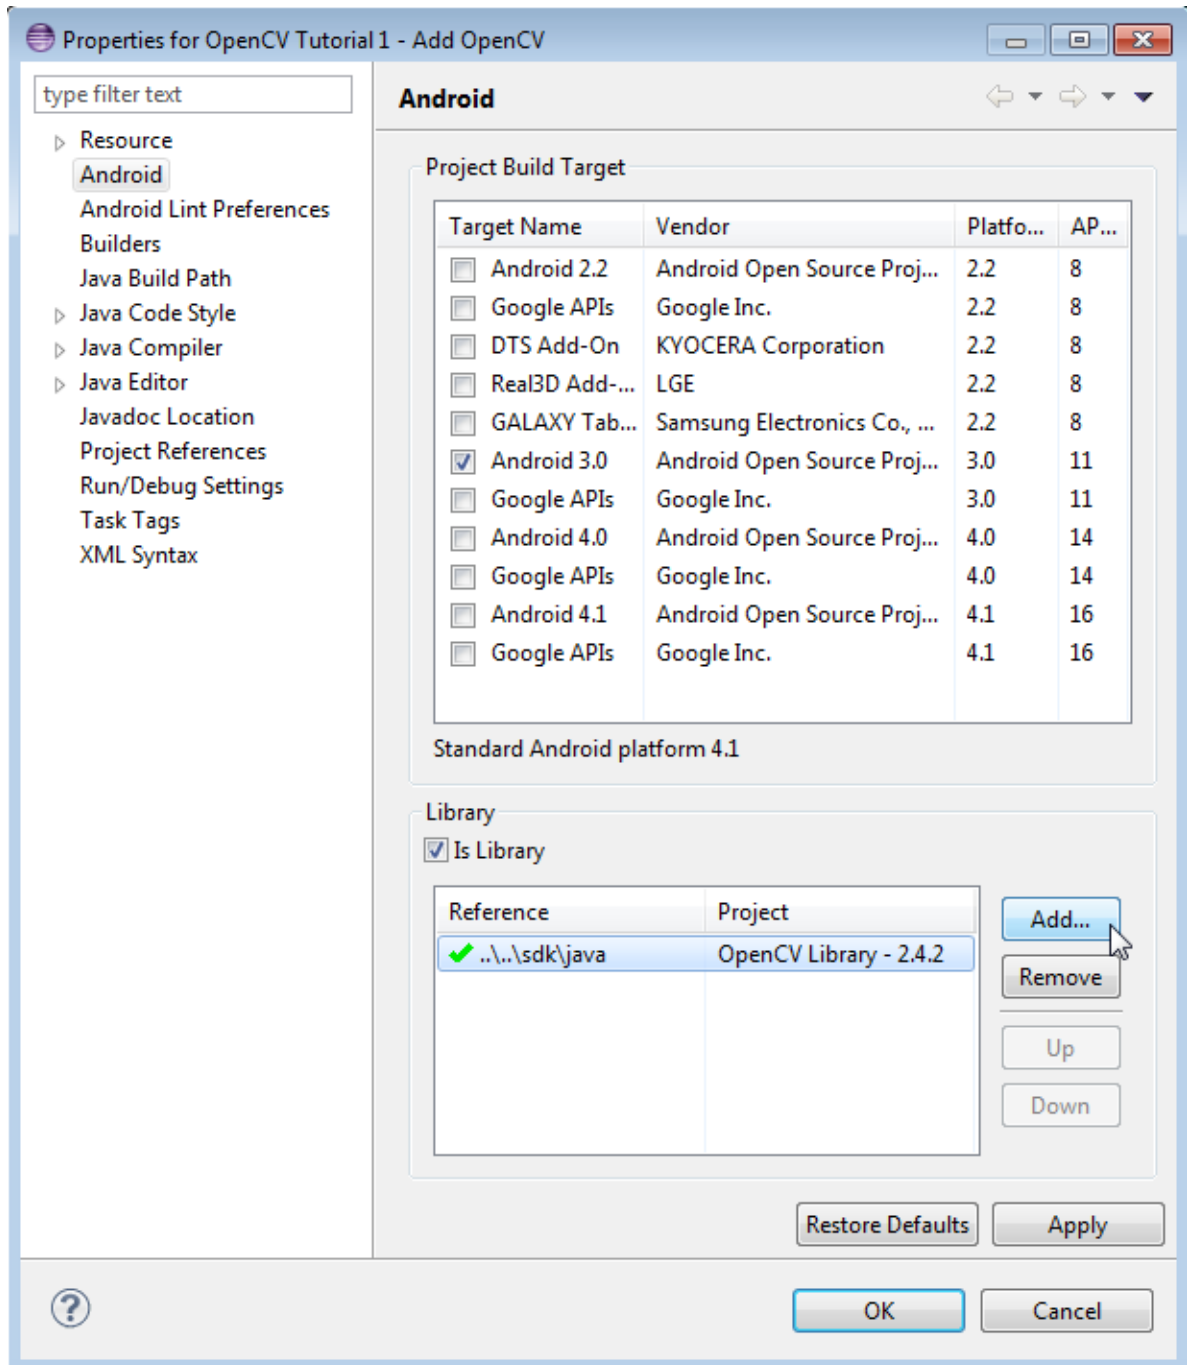 Properties for OpenCV Tutorial 1 - Add OpenCV
type filter text
Resource
Android
Android Lint Preferences
Builders
Java Build Path
Java Code Style
Java Compiler
Java Editor
Javadoc Location
Project References
Run/Debug Settings
Task Tags
XML Syntax
Android
Project Build Target
Target Name Vendor Platfo... AP...
Android 2.2 Android Open Source Proj... 2.2 8
Google APIs Google Inc. 2.2 8
DTS Add-On KYOCERA Corporation 2.2 8
Real3D Add-... LGE 2.2 8
GALAXY Tab... Samsung Electronics Co., ... 2.2 8
Android 3.0 Android Open Source Proj... 3.0 11
Google APIs Google Inc. 3.0 11
Android 4.0 Android Open Source Proj... 4.0 14
Google APIs Google Inc. 4.0 14
Android 4.1 Android Open Source Proj... 4.1 16
Google APIs Google Inc. 4.1 16
Standard Android platform 4.1
Library
Is Library
Reference Project
..\..\sdk\java OpenCV Library - 2.4.2
Add...
Remove
Up
Down
Restore Defaults Apply
? OK Cancel